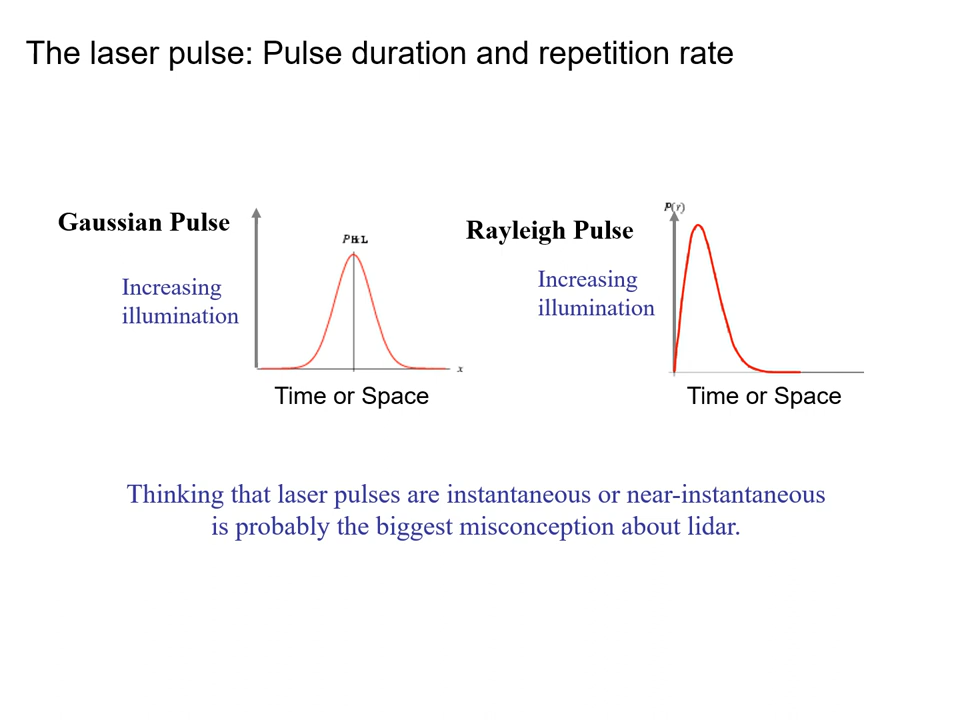 The laser pulse: Pulse duration and repetition rate
Gaussian Pulse
Increasing
illumination
x
Time or Space
P(r)
Rayleigh Pulse
Increasing
illumination
Time or Space
Thinking that laser pulses are instantaneous or near-instantaneous
is probably the biggest misconception about lidar.